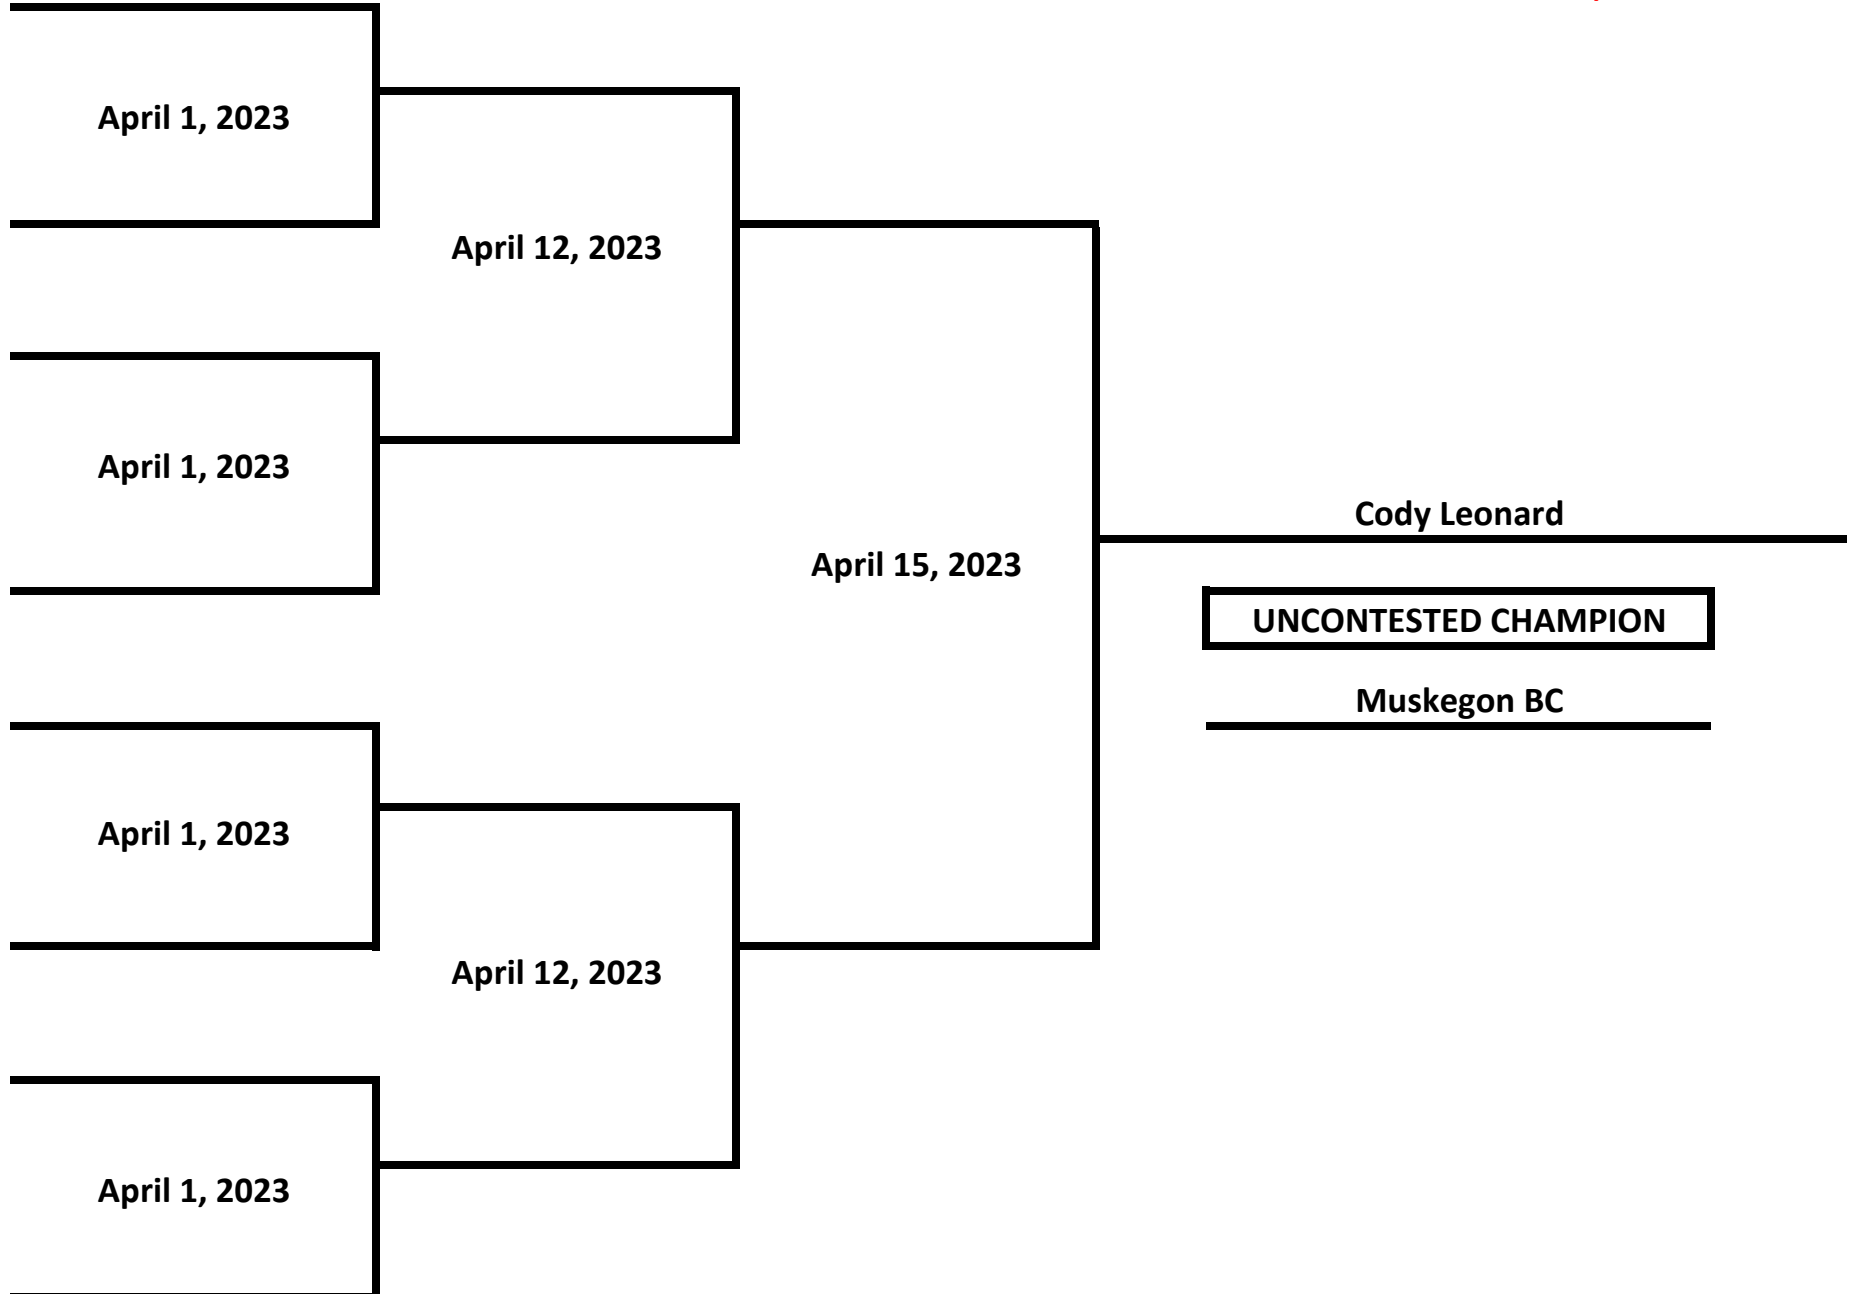 April 1, 2023
April 12, 2023
April 1, 2023
Cody Leonard
April 15, 2023
UNCONTESTED CHAMPION
Muskegon BC
April 1, 2023
April 12, 2023
April 1, 2023